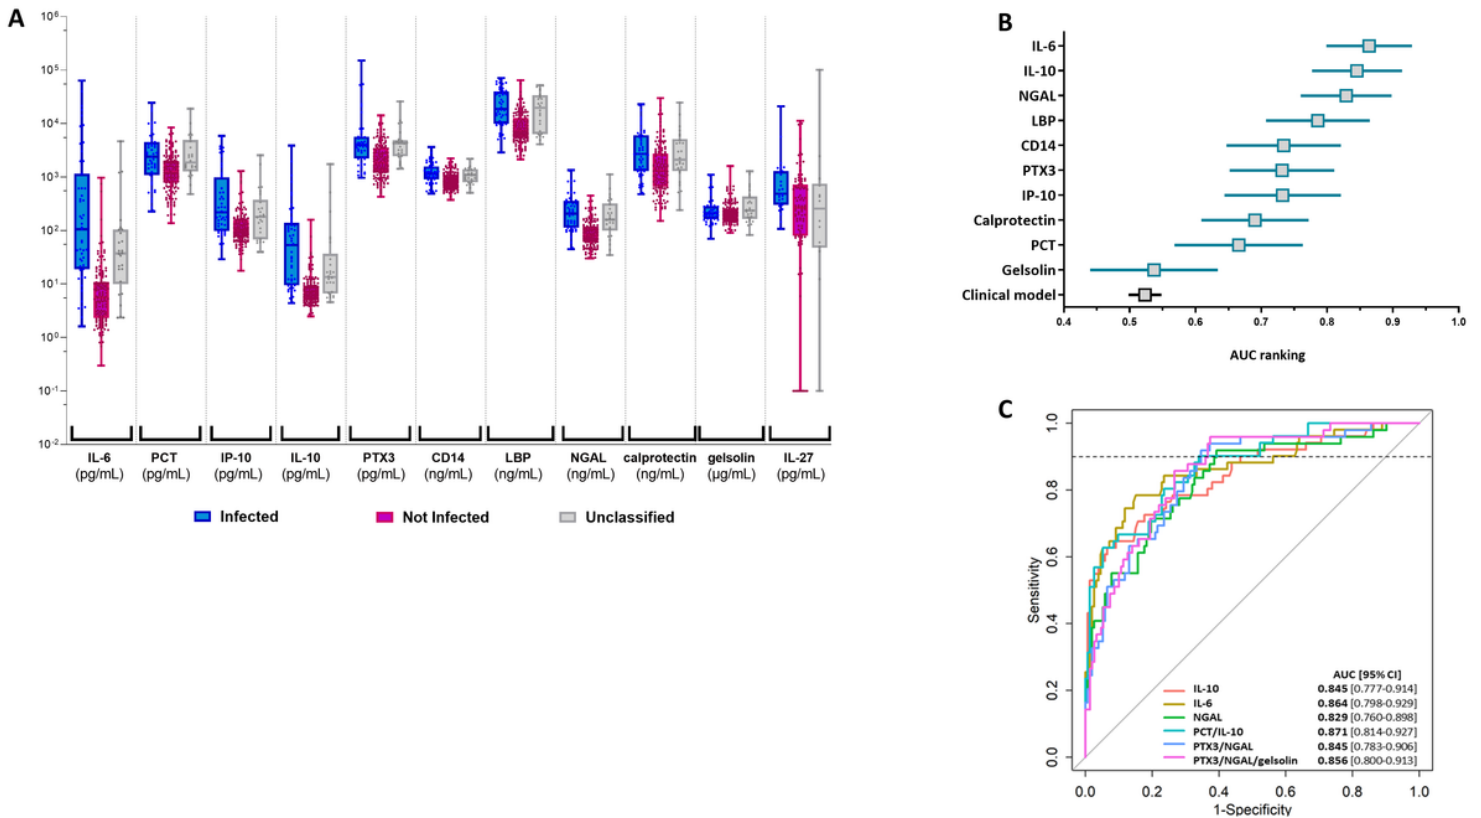 A
10⁶
10⁵
10⁴
10³
10²
10¹
10⁰
10⁻¹
10⁻²
IL-6 PCT IP-10 IL-10 PTX3 CD14 LBP NGAL calprotectin gelsolin IL-27
(pg/mL) (pg/mL) (pg/mL) (pg/mL) (pg/mL) (ng/mL) (ng/mL) (ng/mL) (ng/mL) (µg/mL) (pg/mL)
Infected Not Infected Unclassified
B
IL-6
IL-10
NGAL
LBP
CD14
PTX3
IP-10
Calprotectin
PCT
Gelsolin
Clinical model
0.4 0.5 0.6 0.7 0.8 0.9 1.0
AUC ranking
C
Sensitivity
1.0
0.8
0.6
0.4
0.2
0.0
AUC [95% CI]
IL-10 0.845 [0.777-0.914]
IL-6 0.864 [0.798-0.929]
NGAL 0.829 [0.760-0.898]
PCT/IL-10 0.871 [0.814-0.927]
PTX3/NGAL 0.845 [0.783-0.906]
PTX3/NGAL/gelsolin 0.856 [0.800-0.913]
0.0 0.2 0.4 0.6 0.8 1.0
1-Specificity